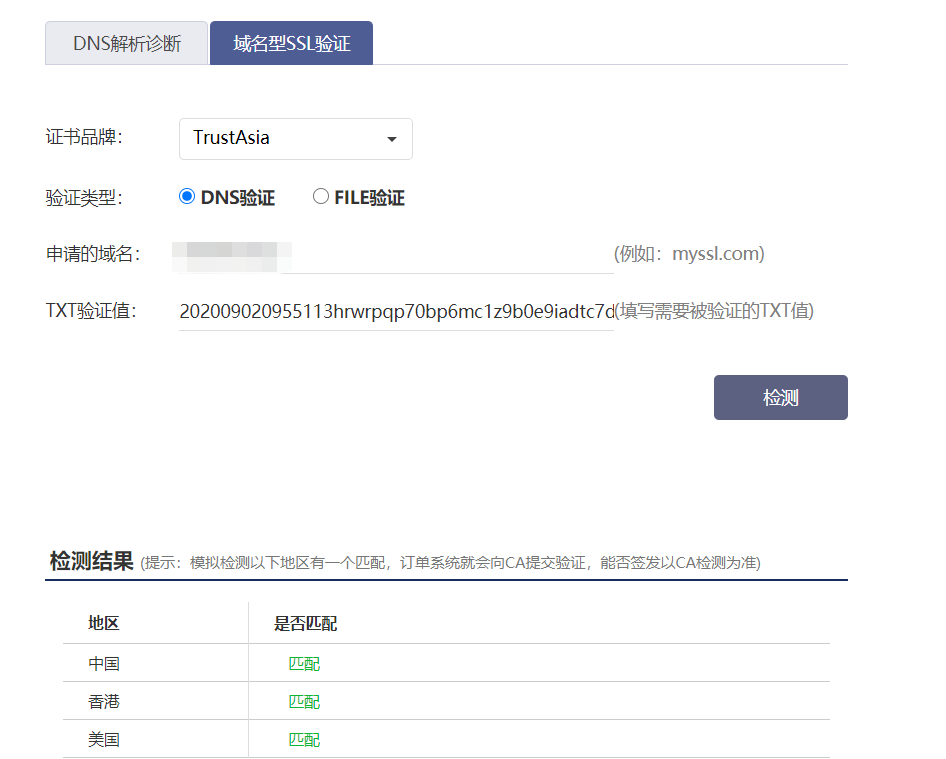 DNS解析诊断 域名型SSL验证
证书品牌： TrustAsia
验证类型： DNS验证 FILE验证
申请的域名： (例如：myssl.com)
TXT验证值： 202009020955113hrwrpqp70bp6mc1z9b0e9iadtc7d(填写需要被验证的TXT值)
检测
检测结果 (提示：模拟检测以下地区有一个匹配，订单系统就会向CA提交验证，能否签发以CA检测为准)
地区 是否匹配
中国 匹配
香港 匹配
美国 匹配